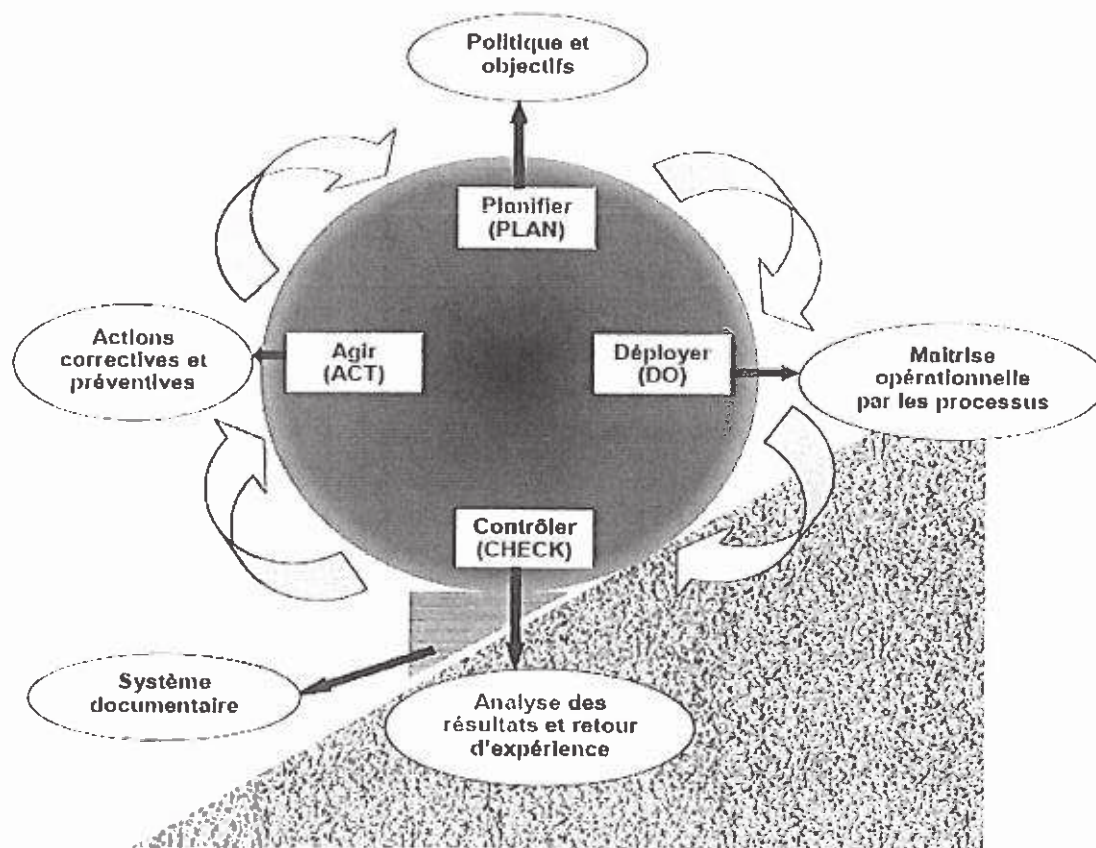 Politique et
objectifs
Planifier
(PLAN)
Actions
correctives et
préventives
Agir
(ACT)
Déployer
(DO)
Maitrise
opérationnelle
par les processus
Contrôler
(CHECK)
Système
documentaire
Analyse des
résultats et retour
d'expérience